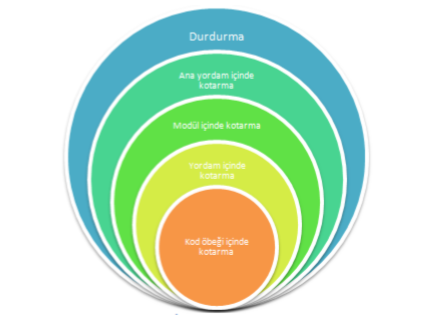 Durdurma
Ana yordam içinde
kotarma
Modül içinde kotarma
Yordam içinde
kotarma
Kod öbeği içinde
kotarma